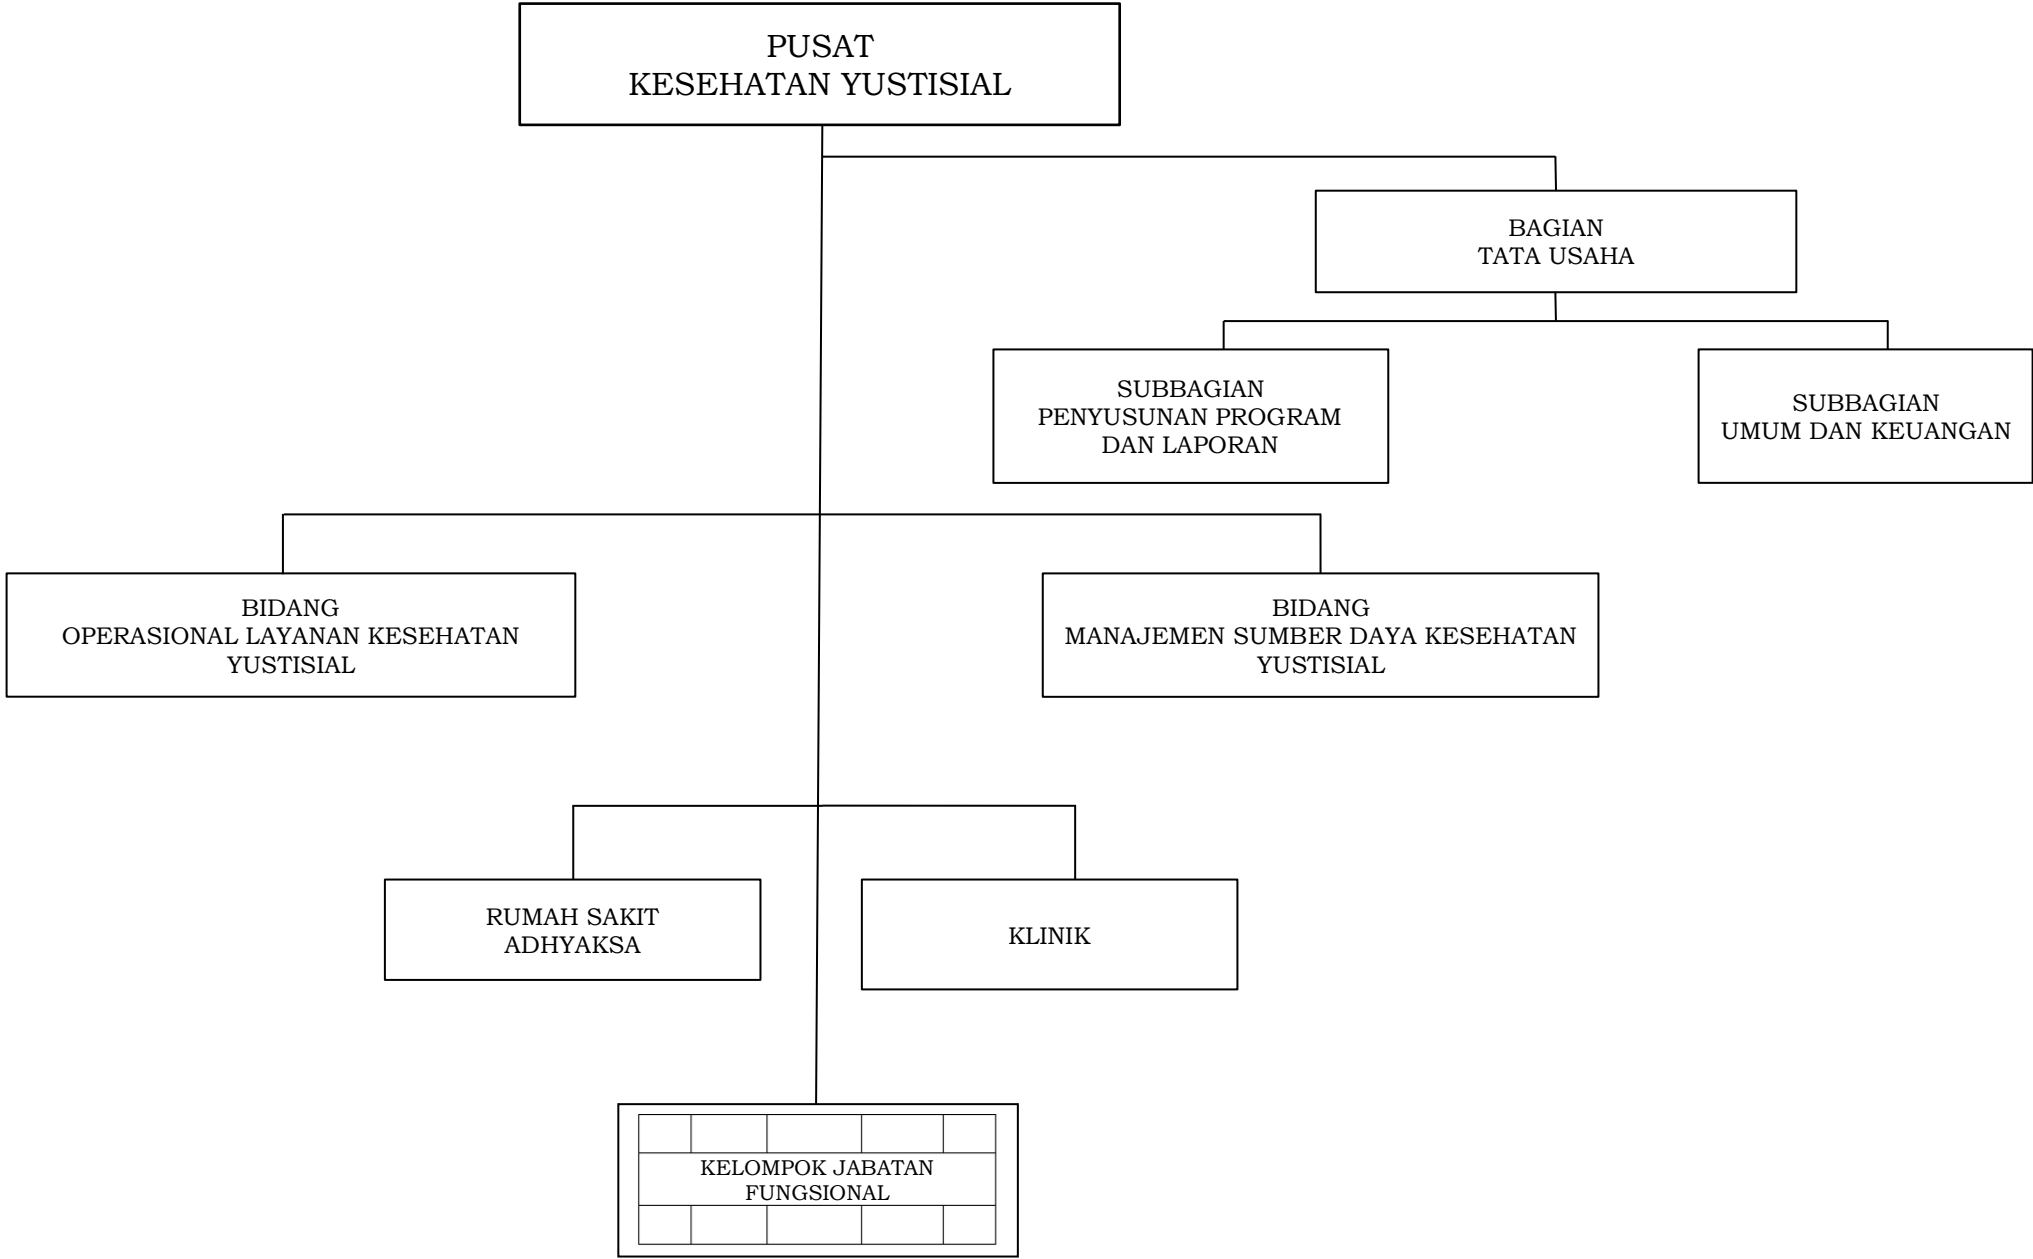 PUSAT
KESEHATAN YUSTISIAL
BAGIAN
TATA USAHA
SUBBAGIAN
PENYUSUNAN PROGRAM
DAN LAPORAN
SUBBAGIAN
UMUM DAN KEUANGAN
BIDANG
OPERASIONAL LAYANAN KESEHATAN
YUSTISIAL
BIDANG
MANAJEMEN SUMBER DAYA KESEHATAN
YUSTISIAL
RUMAH SAKIT
ADHYAKSA
KLINIK
KELOMPOK JABATAN
FUNGSIONAL